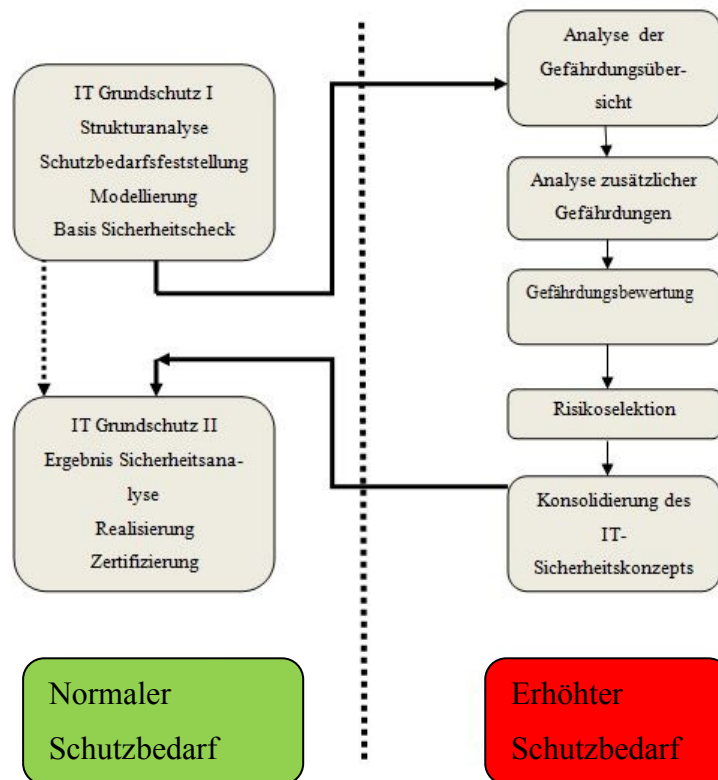 IT Grundschutz I
Strukturanalyse
Schutzbedarfsfeststellung
Modellierung
Basis Sicherheitscheck
IT Grundschutz II
Ergebnis Sicherheitsana-
lyse
Realisierung
Zertifizierung
Normaler
Schutzbedarf
Analyse der
Gefährdungsüber-
sicht
Analyse zusätzlicher
Gefährdungen
Gefährdungsbewertung
Risikoselektion
Konsolidierung des
IT-
Sicherheitskonzepts
Erhöhter
Schutzbedarf